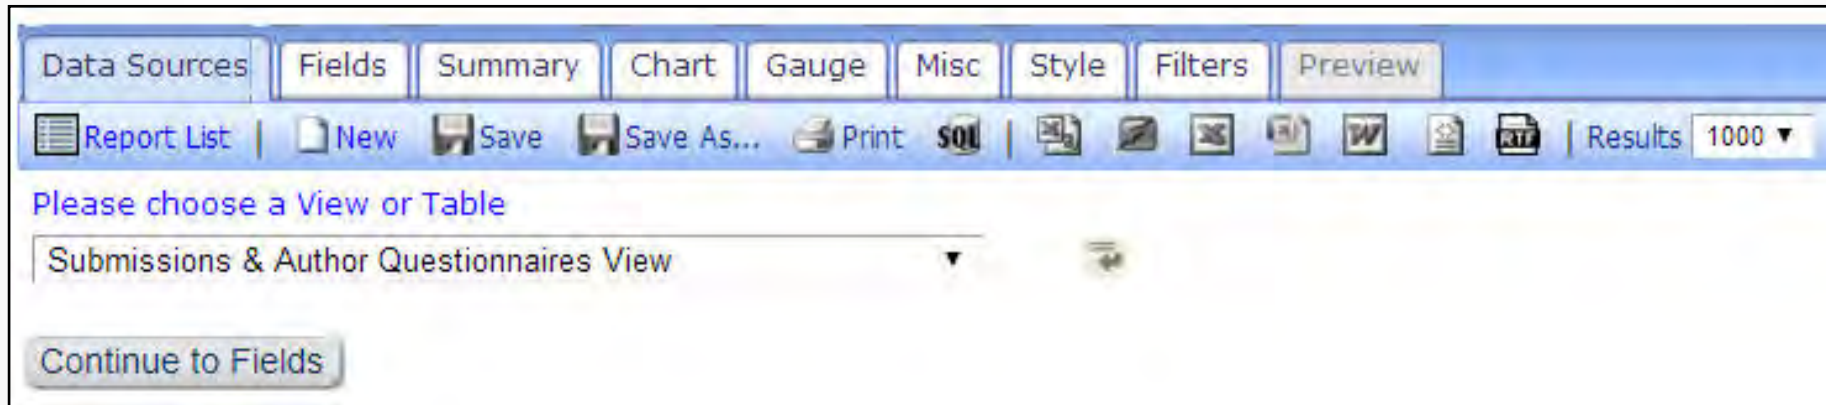 Data Sources Fields Summary Chart Gauge Misc Style Filters Preview
Report List | New Save Save As... Print SQL | W RTF | Results 1000
Please choose a View or Table
Submissions & Author Questionnaires View
Continue to Fields